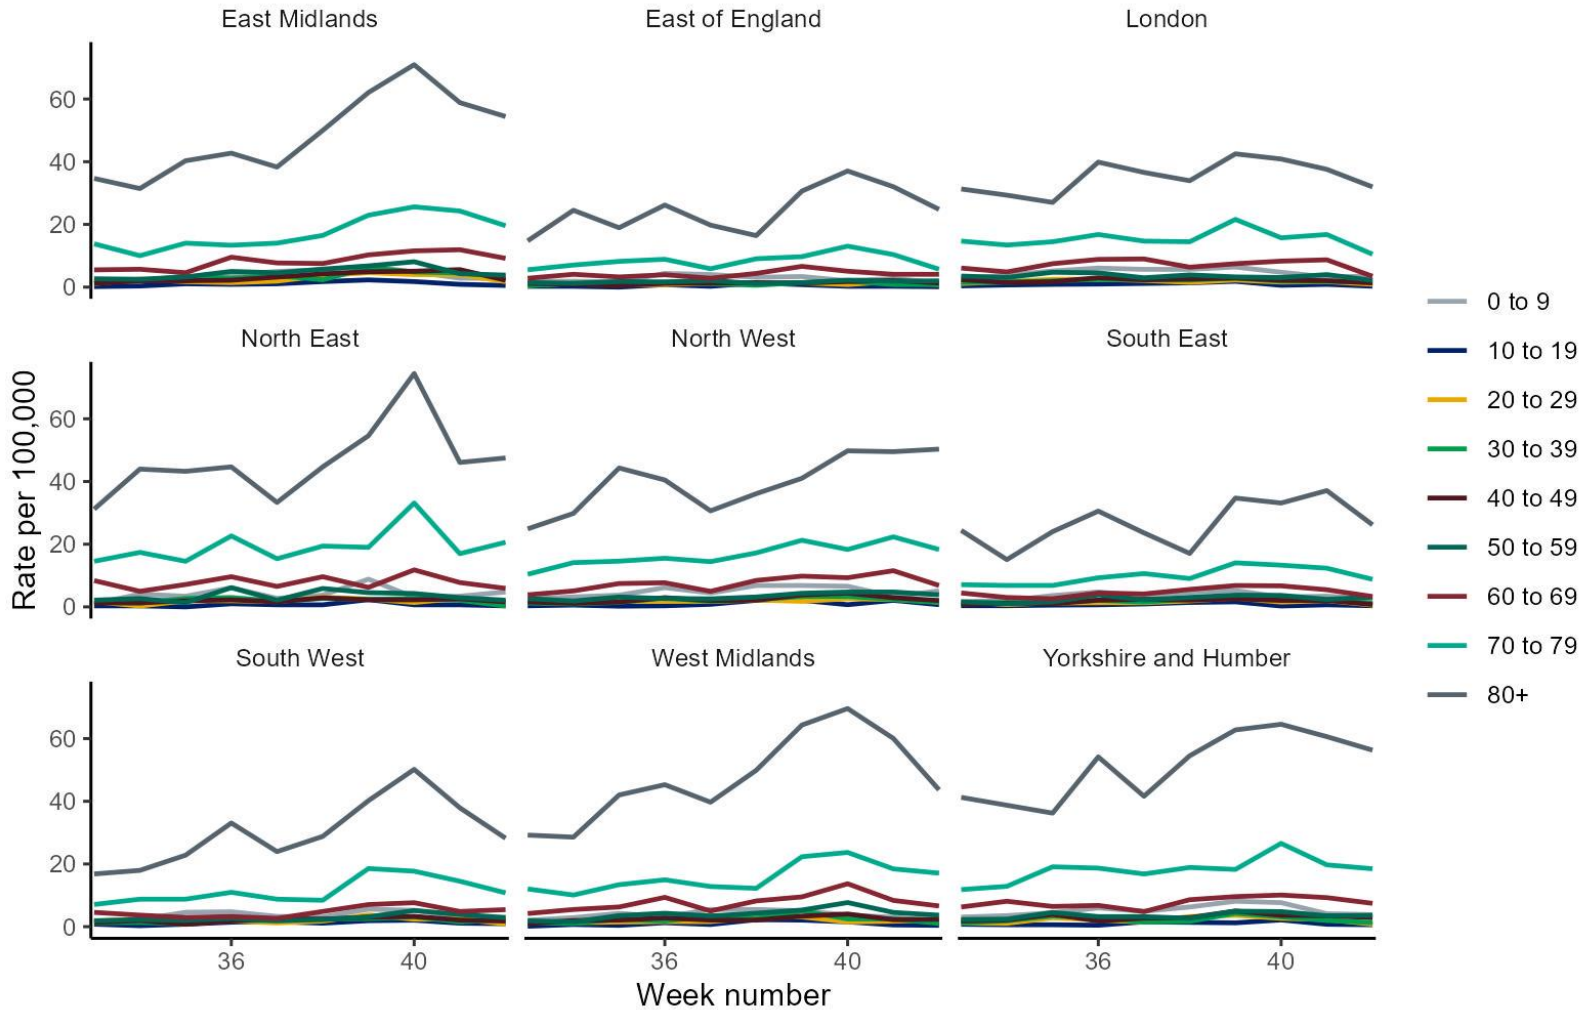 East Midlands
East of England
London
60
40
20
0
North East
North West
South East
60
40
20
0
Rate per 100,000
South West
West Midlands
Yorkshire and Humber
60
40
20
0
36
40
36
40
36
40
Week number
0 to 9
10 to 19
20 to 29
30 to 39
40 to 49
50 to 59
60 to 69
70 to 79
80+